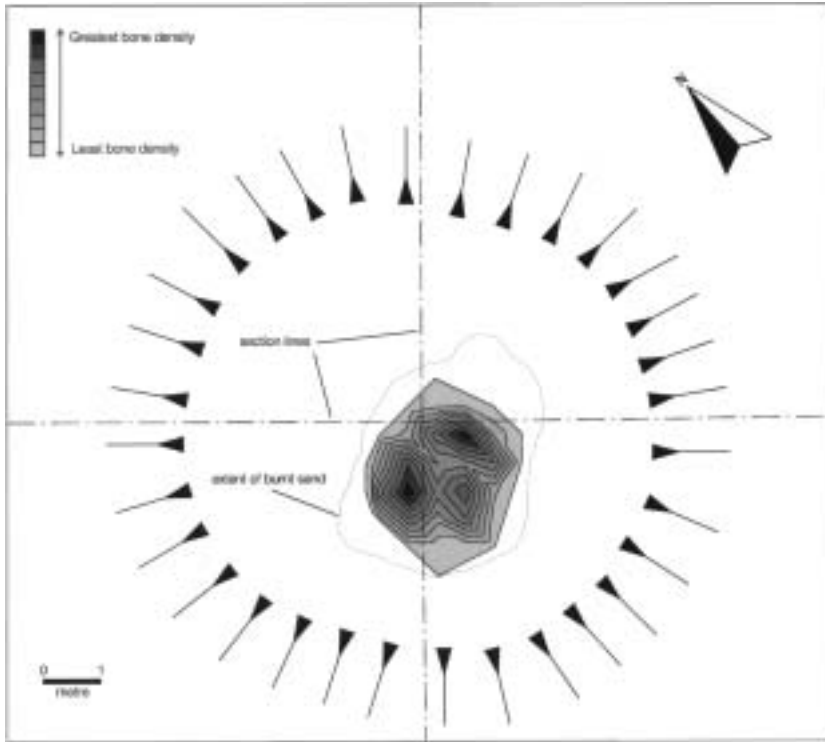 Greatest bone density
N
Least bone density
section lines
extent of burnt sand
0 1
metre